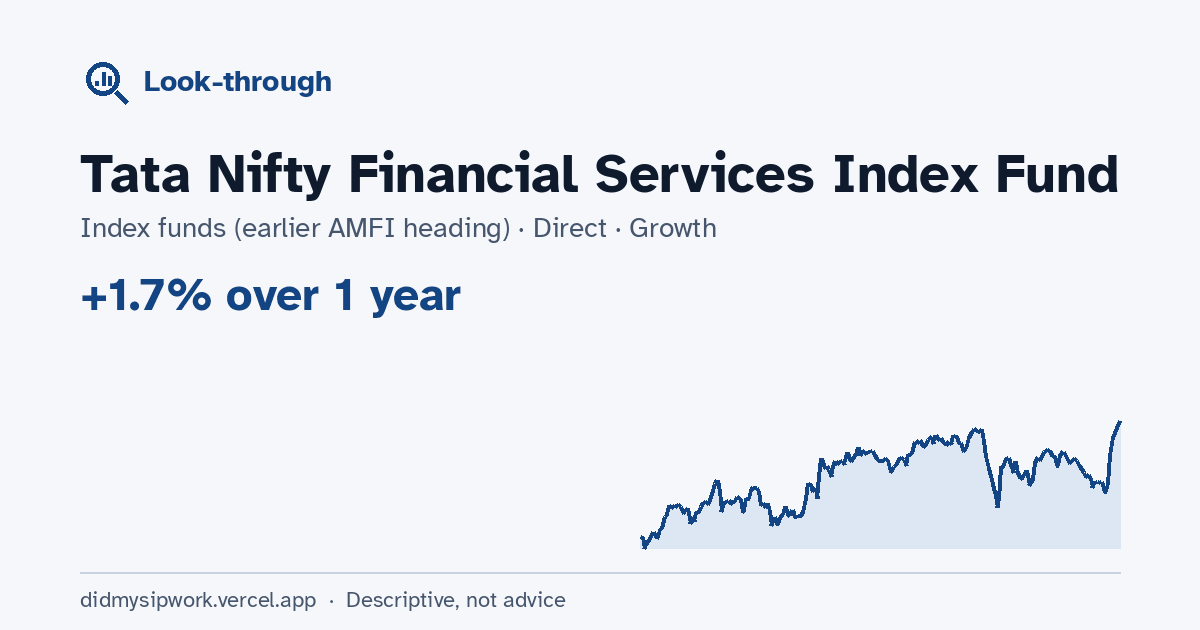 Look-through
Tata Nifty Financial Services Index Fund
Index funds (earlier AMFI heading) · Direct · Growth
+1.7% over 1 year
didmysipwork.vercel.app · Descriptive, not advice